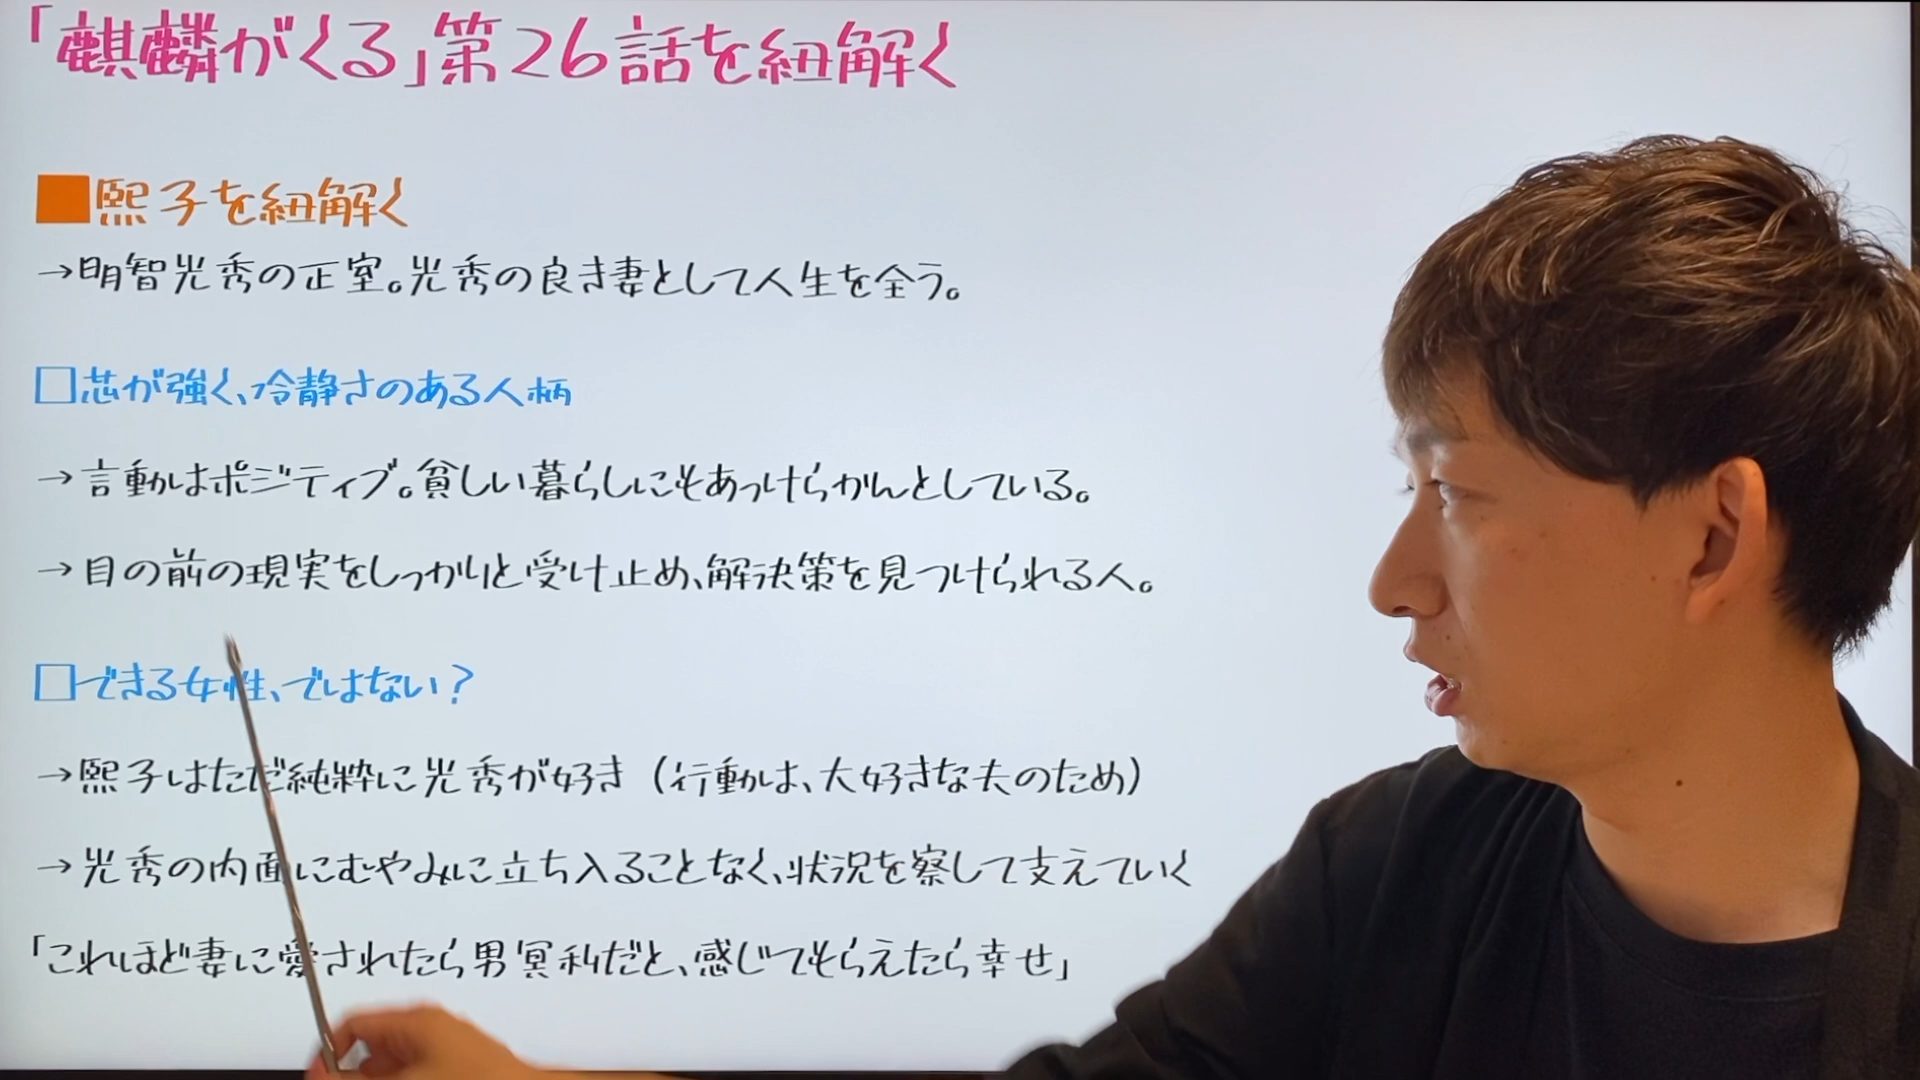 「麒麟がくる」第26話を紐解く
■熙子を紐解く
→明智光秀の正室。光秀の良き妻として人生を全う。
□芯が強く、冷静さのある人柄
→言動はポジティブ。貧しい暮らしにもあっけらかんとしている。
→目の前の現実をしっかりと受け止め、解決策を見つけられる人。
□できる女性、ではない?
→熙子はただ純粋に光秀が好き(行動は、大好きな夫のため)
→光秀の内面にむやみに立ち入ることなく、状況を察して支えていく
「これほど妻に愛されたら男冥利だと、感じてもらえたら幸せ」